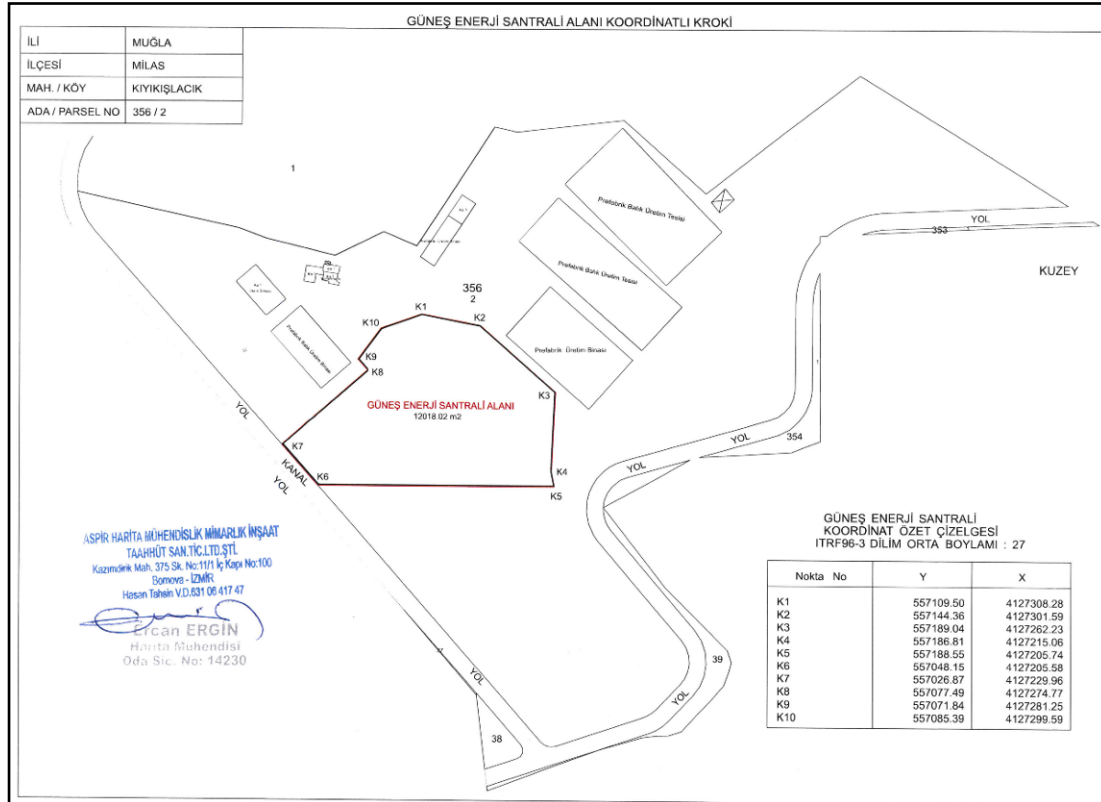 GÜNEŞ ENERJİ SANTRALİ ALANI KOORDİNATLI KROKİ
İLİ MUĞLA
İLÇESİ MİLAS
MAH. / KÖY KIYIKIŞLACIK
ADA / PARSEL NO 356 / 2
1
Prefabrik Balık Üretim Tesisi
YOL
353
KUZEY
Prefabrik Balık Üretim Tesisi
356
2
K1
K2
K10
Prefabrik Üretim Binası
Prefabrik Balık Üretim Binası
K9
K8
K3
GÜNEŞ ENERJİ SANTRALİ ALANI
12018.02 m2
YOL
K7
YOL
354
KANAL
K6
YOL
YOL
K4
K5
ASPİR HARİTA MÜHENDİSLİK MİMARLIK İNŞAAT
TAAHHÜT SAN.TİC.LTD.ŞTİ.
Kazımdirik Mah. 375 Sk. No:11/1 İç Kapı No:100
Bornova - İZMİR
Hasan Tahsin V.D.631 06 417 47
Ercan ERGİN
Harita Mühendisi
Oda Sic. No: 14230
GÜNEŞ ENERJİ SANTRALİ
KOORDİNAT ÖZET ÇİZELGESİ
ITRF96-3 DİLİM ORTA BOYLAMI : 27
Nokta No Y X
K1 557109.50 4127308.28
K2 557144.36 4127301.59
K3 557189.04 4127262.23
K4 557186.81 4127215.06
K5 557188.55 4127205.74
K6 557048.15 4127205.58
K7 557026.87 4127229.96
K8 557077.49 4127274.77
K9 557071.84 4127281.25
K10 557085.39 4127299.59
39
YOL
YOL
38